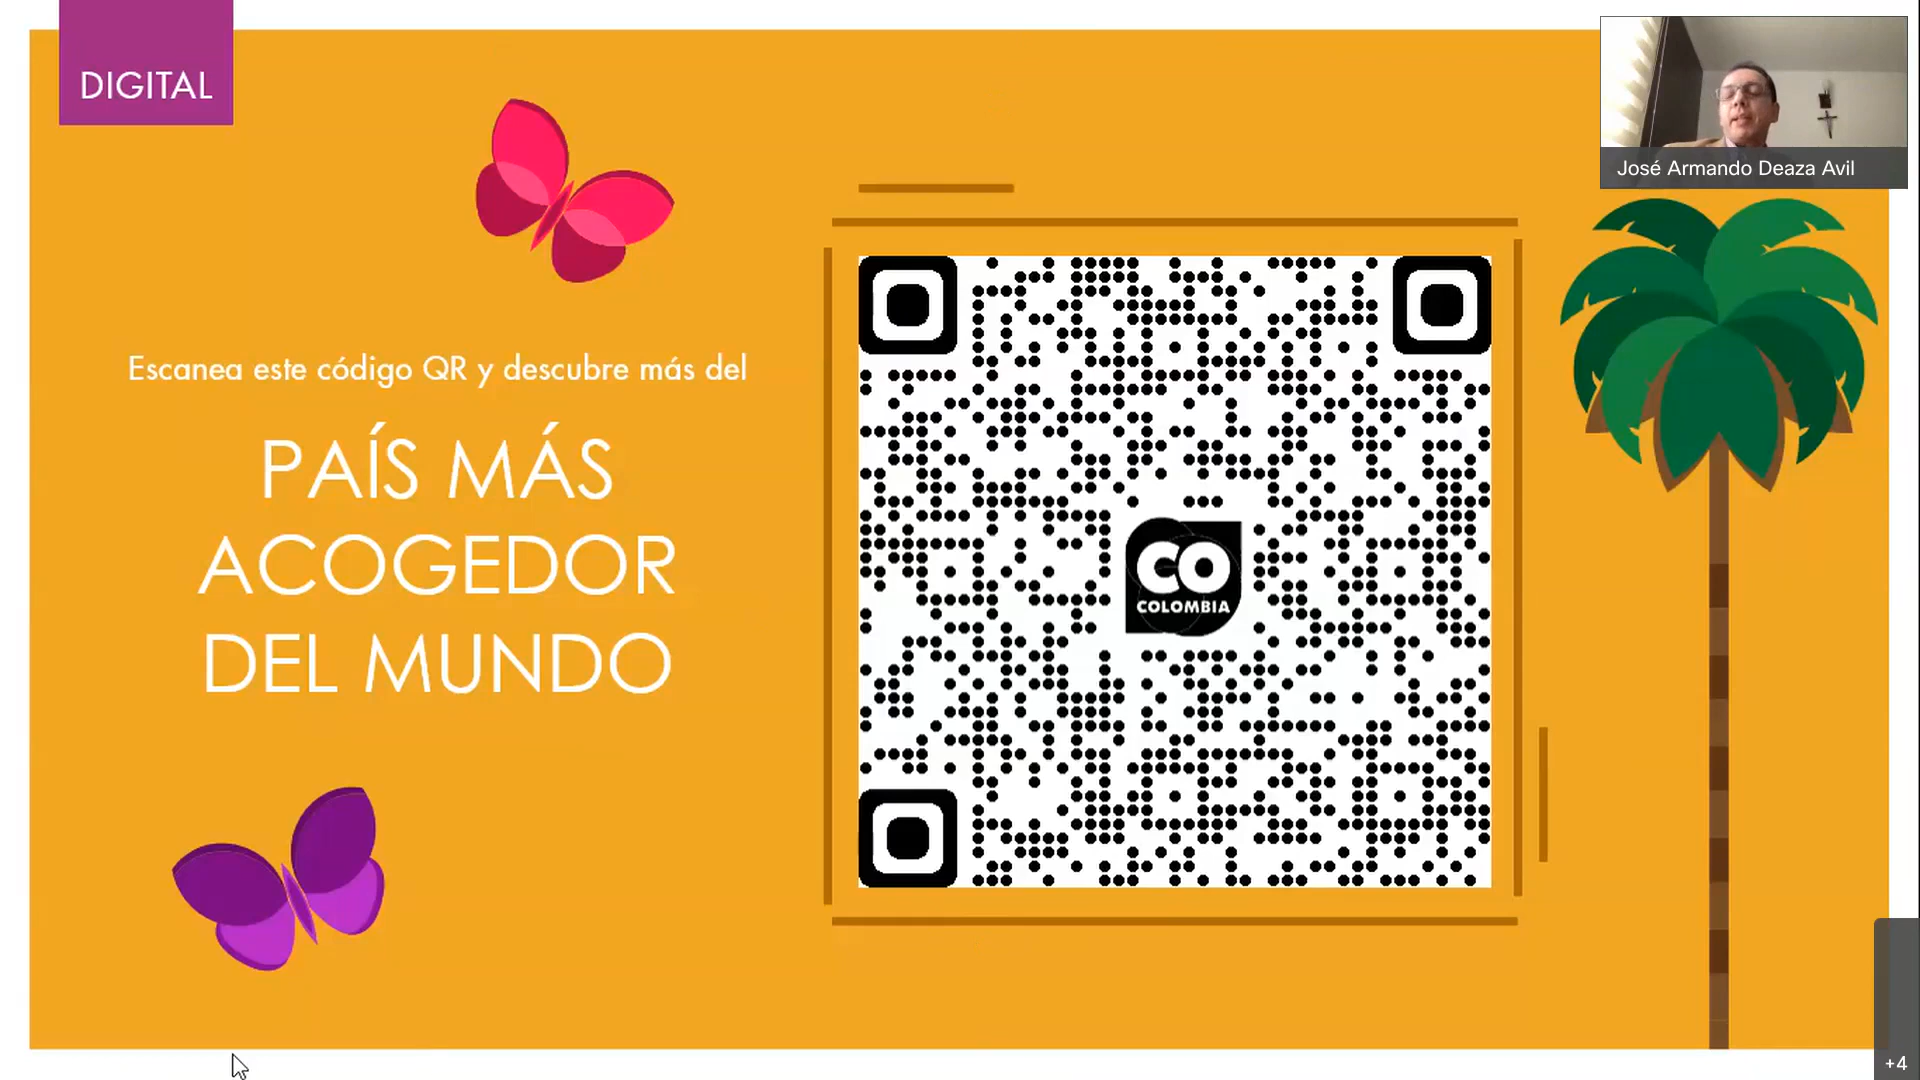 DIGITAL
José Armando Deaza Avil
Escanea este código QR y descubre más del
PAÍS MÁS
ACOGEDOR
DEL MUNDO
CO
COLOMBIA
+4